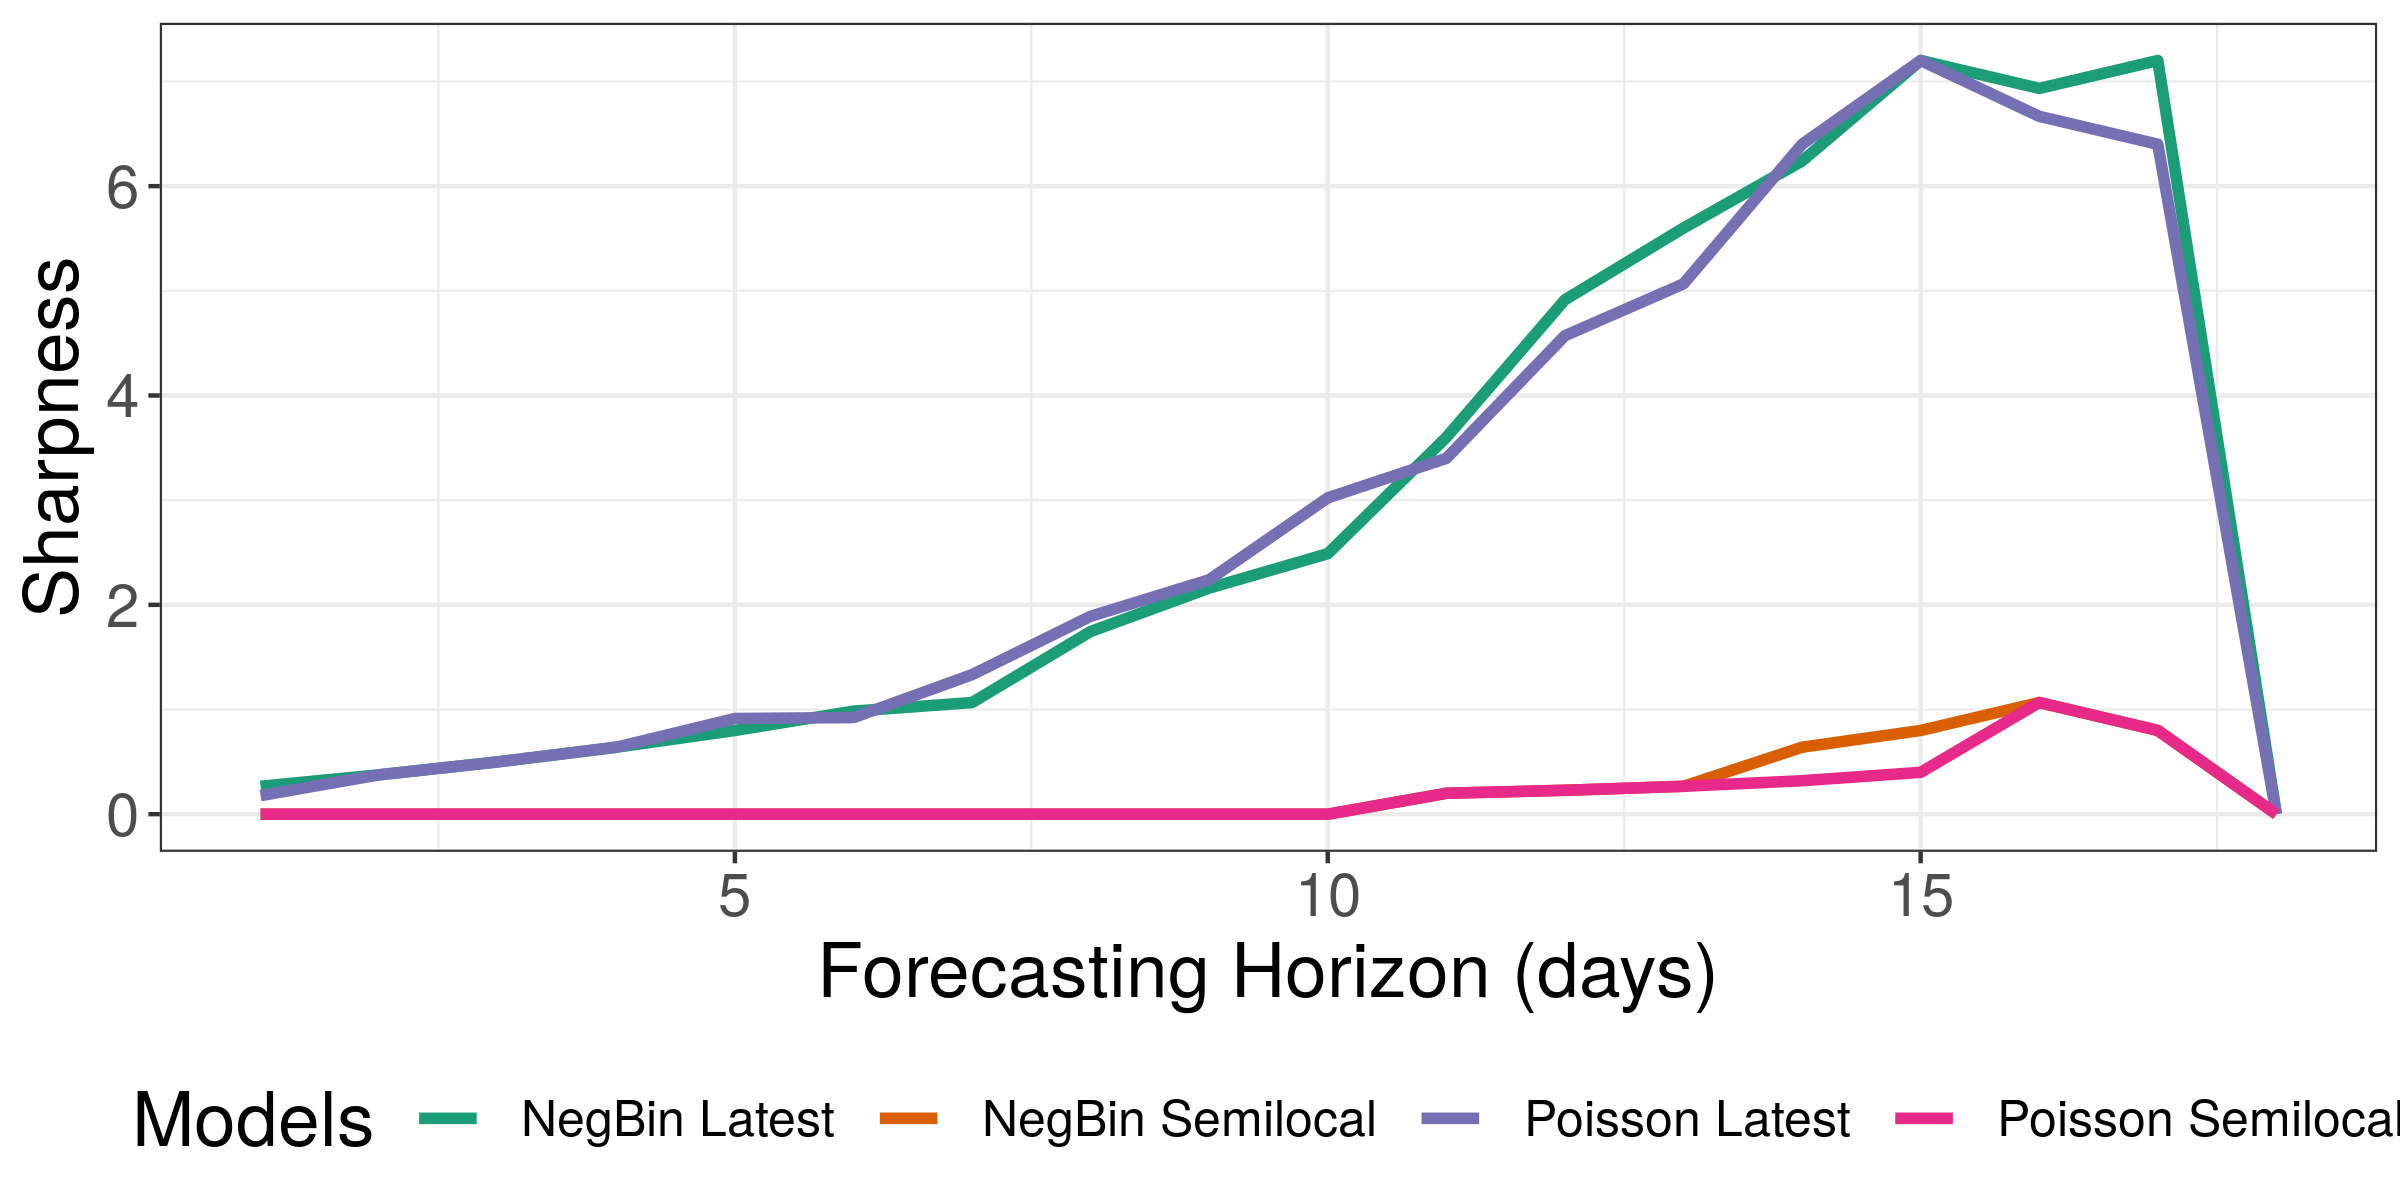 Sharpness
6
4
2
0
5 10 15
Forecasting Horizon (days)
Models NegBin Latest NegBin Semilocal Poisson Latest Poisson Semilocal